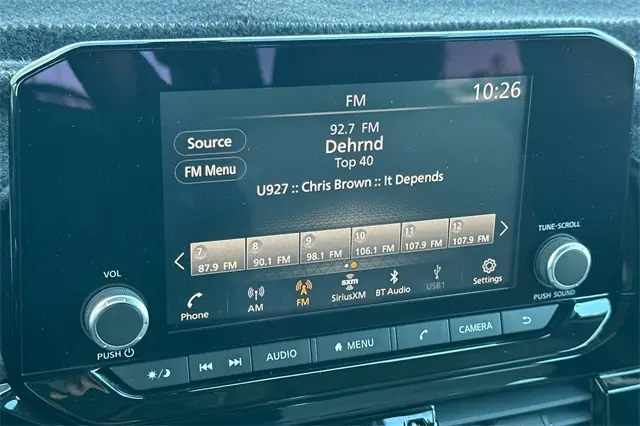 FM
10:26
92.7 FM
Source
Dehrnd
Top 40
FM Menu
U927 :: Chris Brown :: It Depends
7 8 9 10 11 12
87.9 FM 90.1 FM 98.1 FM 106.1 FM 107.9 FM 107.9 FM
Phone AM FM SXM SiriusXM BT Audio USB1 Settings
VOL
PUSH
TUNE·SCROLL
PUSH SOUND
AUDIO MENU CAMERA